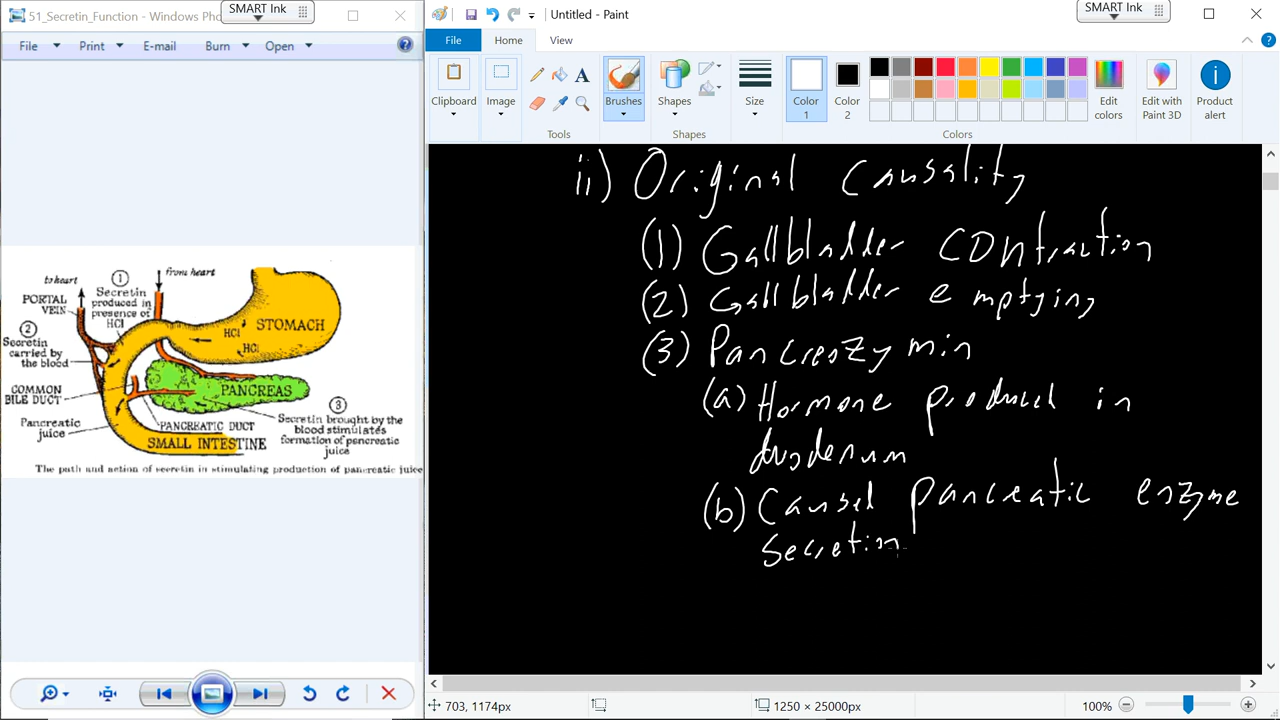 51_Secretin_Function - Windows Pho
SMART Ink
File Print E-mail Burn Open
to heart
from heart
1
Secretin
produced in
presence of
HCl
PORTAL
VEIN
2
Secretin
carried by
the blood
STOMACH
HCl
HCl
COMMON
BILE DUCT
PANCREAS
Pancreatic
juice
PANCREATIC DUCT
3
Secretin brought by the
blood stimulates
formation of pancreatic
juice
SMALL INTESTINE
The path and action of secretin in stimulating production of pancreatic juice
Untitled - Paint
SMART Ink
File Home View
Clipboard
Image
Tools
Brushes
Shapes
Shapes
Size
Color 1
Color 2
Edit colors
Colors
Edit with Paint 3D
Product alert
ii) Original Causality
(1) Gallbladder contraction
(2) Gallbladder emptying
(3) Pancreozymin
(a) Hormone produced in
duodenum
(b) Caused pancreatic enzyme
secretion
703, 1174px
1250 × 25000px
100%